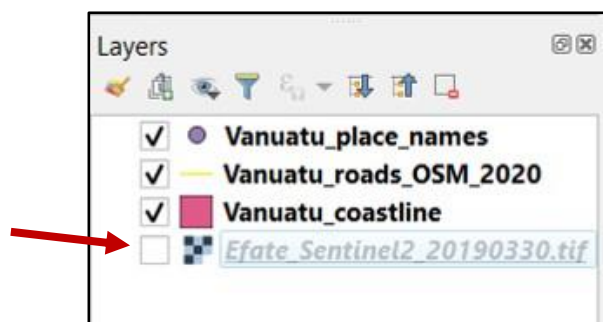 Layers
Vanuatu_place_names
Vanuatu_roads_OSM_2020
Vanuatu_coastline
Efate_Sentinel2_20190330.tif